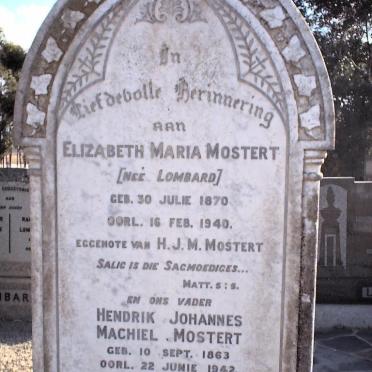 In
Liefdevolle Herinnering
aan
ELIZABETH MARIA MOSTERT
[NEÉ LOMBARD]
GEB. 30 JULIE 1870
OORL. 16 FEB. 1940.
EGGENOTE VAN H.J.M. MOSTERT
SALIG IS DIE SAGMOEDIGES...
MATT. 5:5.
EN ONS VADER
HENDRIK JOHANNES
MACHIEL MOSTERT
GEB. 10 SEPT. 1863
OORL. 22 JUNIE 1942